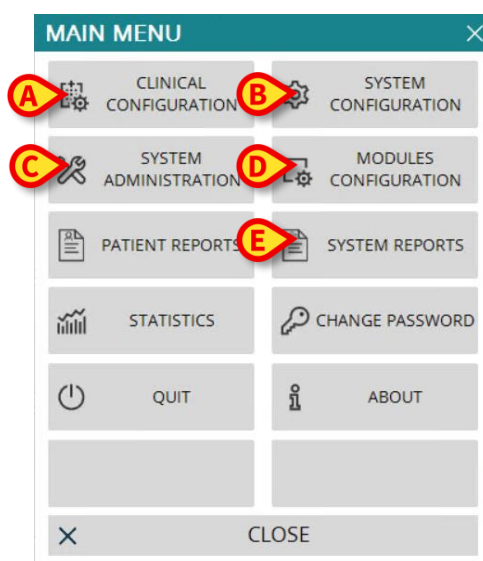 MAIN MENU
A
CLINICAL
CONFIGURATION
B
SYSTEM
CONFIGURATION
C
SYSTEM
ADMINISTRATION
D
MODULES
CONFIGURATION
PATIENT REPORTS
E
SYSTEM REPORTS
STATISTICS
CHANGE PASSWORD
QUIT
ABOUT
CLOSE